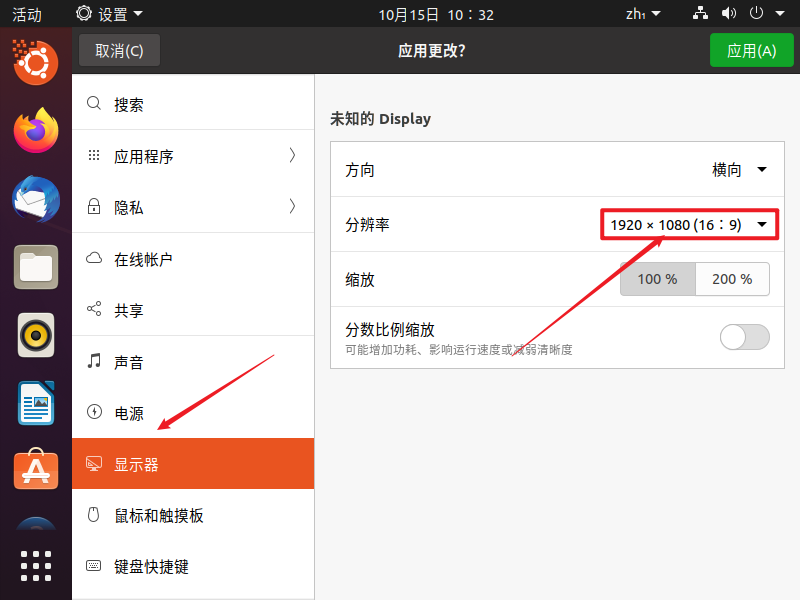 活动
设置
10月15日 10：32
zh₁
取消(C)
应用更改？
应用(A)
搜索
应用程序
隐私
在线帐户
共享
声音
电源
显示器
鼠标和触摸板
键盘快捷键
未知的 Display
方向
横向
分辨率
1920 × 1080 (16：9)
缩放
100 %
200 %
分数比例缩放
可能增加功耗、影响运行速度或减弱清晰度